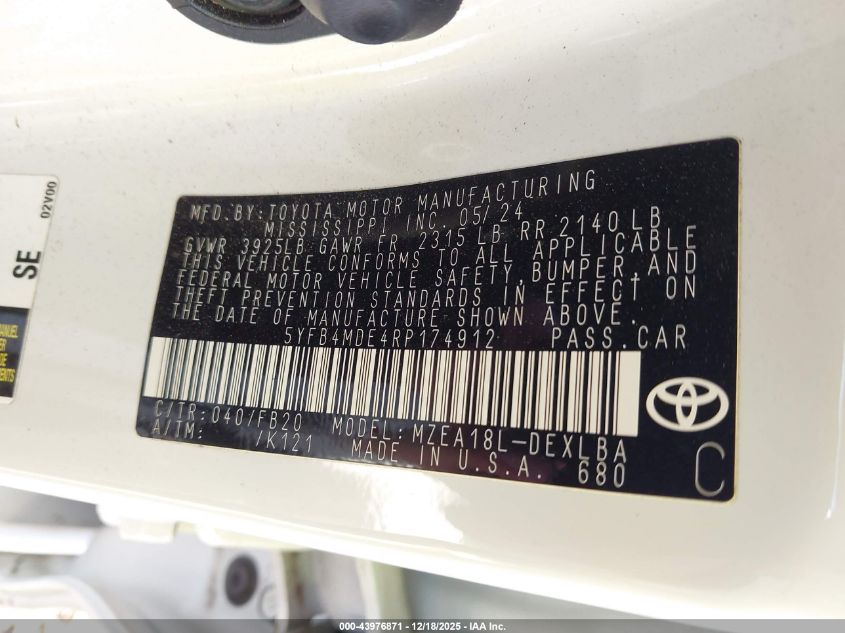 02V00
SE
MANUEL
MFD.BY:TOYOTA MOTOR MANUFACTURING
MISSISSIPPI INC. 05/24
GVWR 3925LB GAWR FR 2315 LB RR 2140 LB
THIS VEHICLE CONFORMS TO ALL APPLICABLE
FEDERAL MOTOR VEHICLE SAFETY, BUMPER, AND
THEFT PREVENTION STANDARDS IN EFFECT ON
THE DATE OF MANUFACTURE SHOWN ABOVE.
5YFB4MDE4RP174912 PASS.CAR
C/TR:040/FB20 MODEL:MZEA18L-DEXLBA
A/TM: /K121 MADE IN U.S.A. 680
C
000-43976871 - 12/18/2025 - IAA Inc.